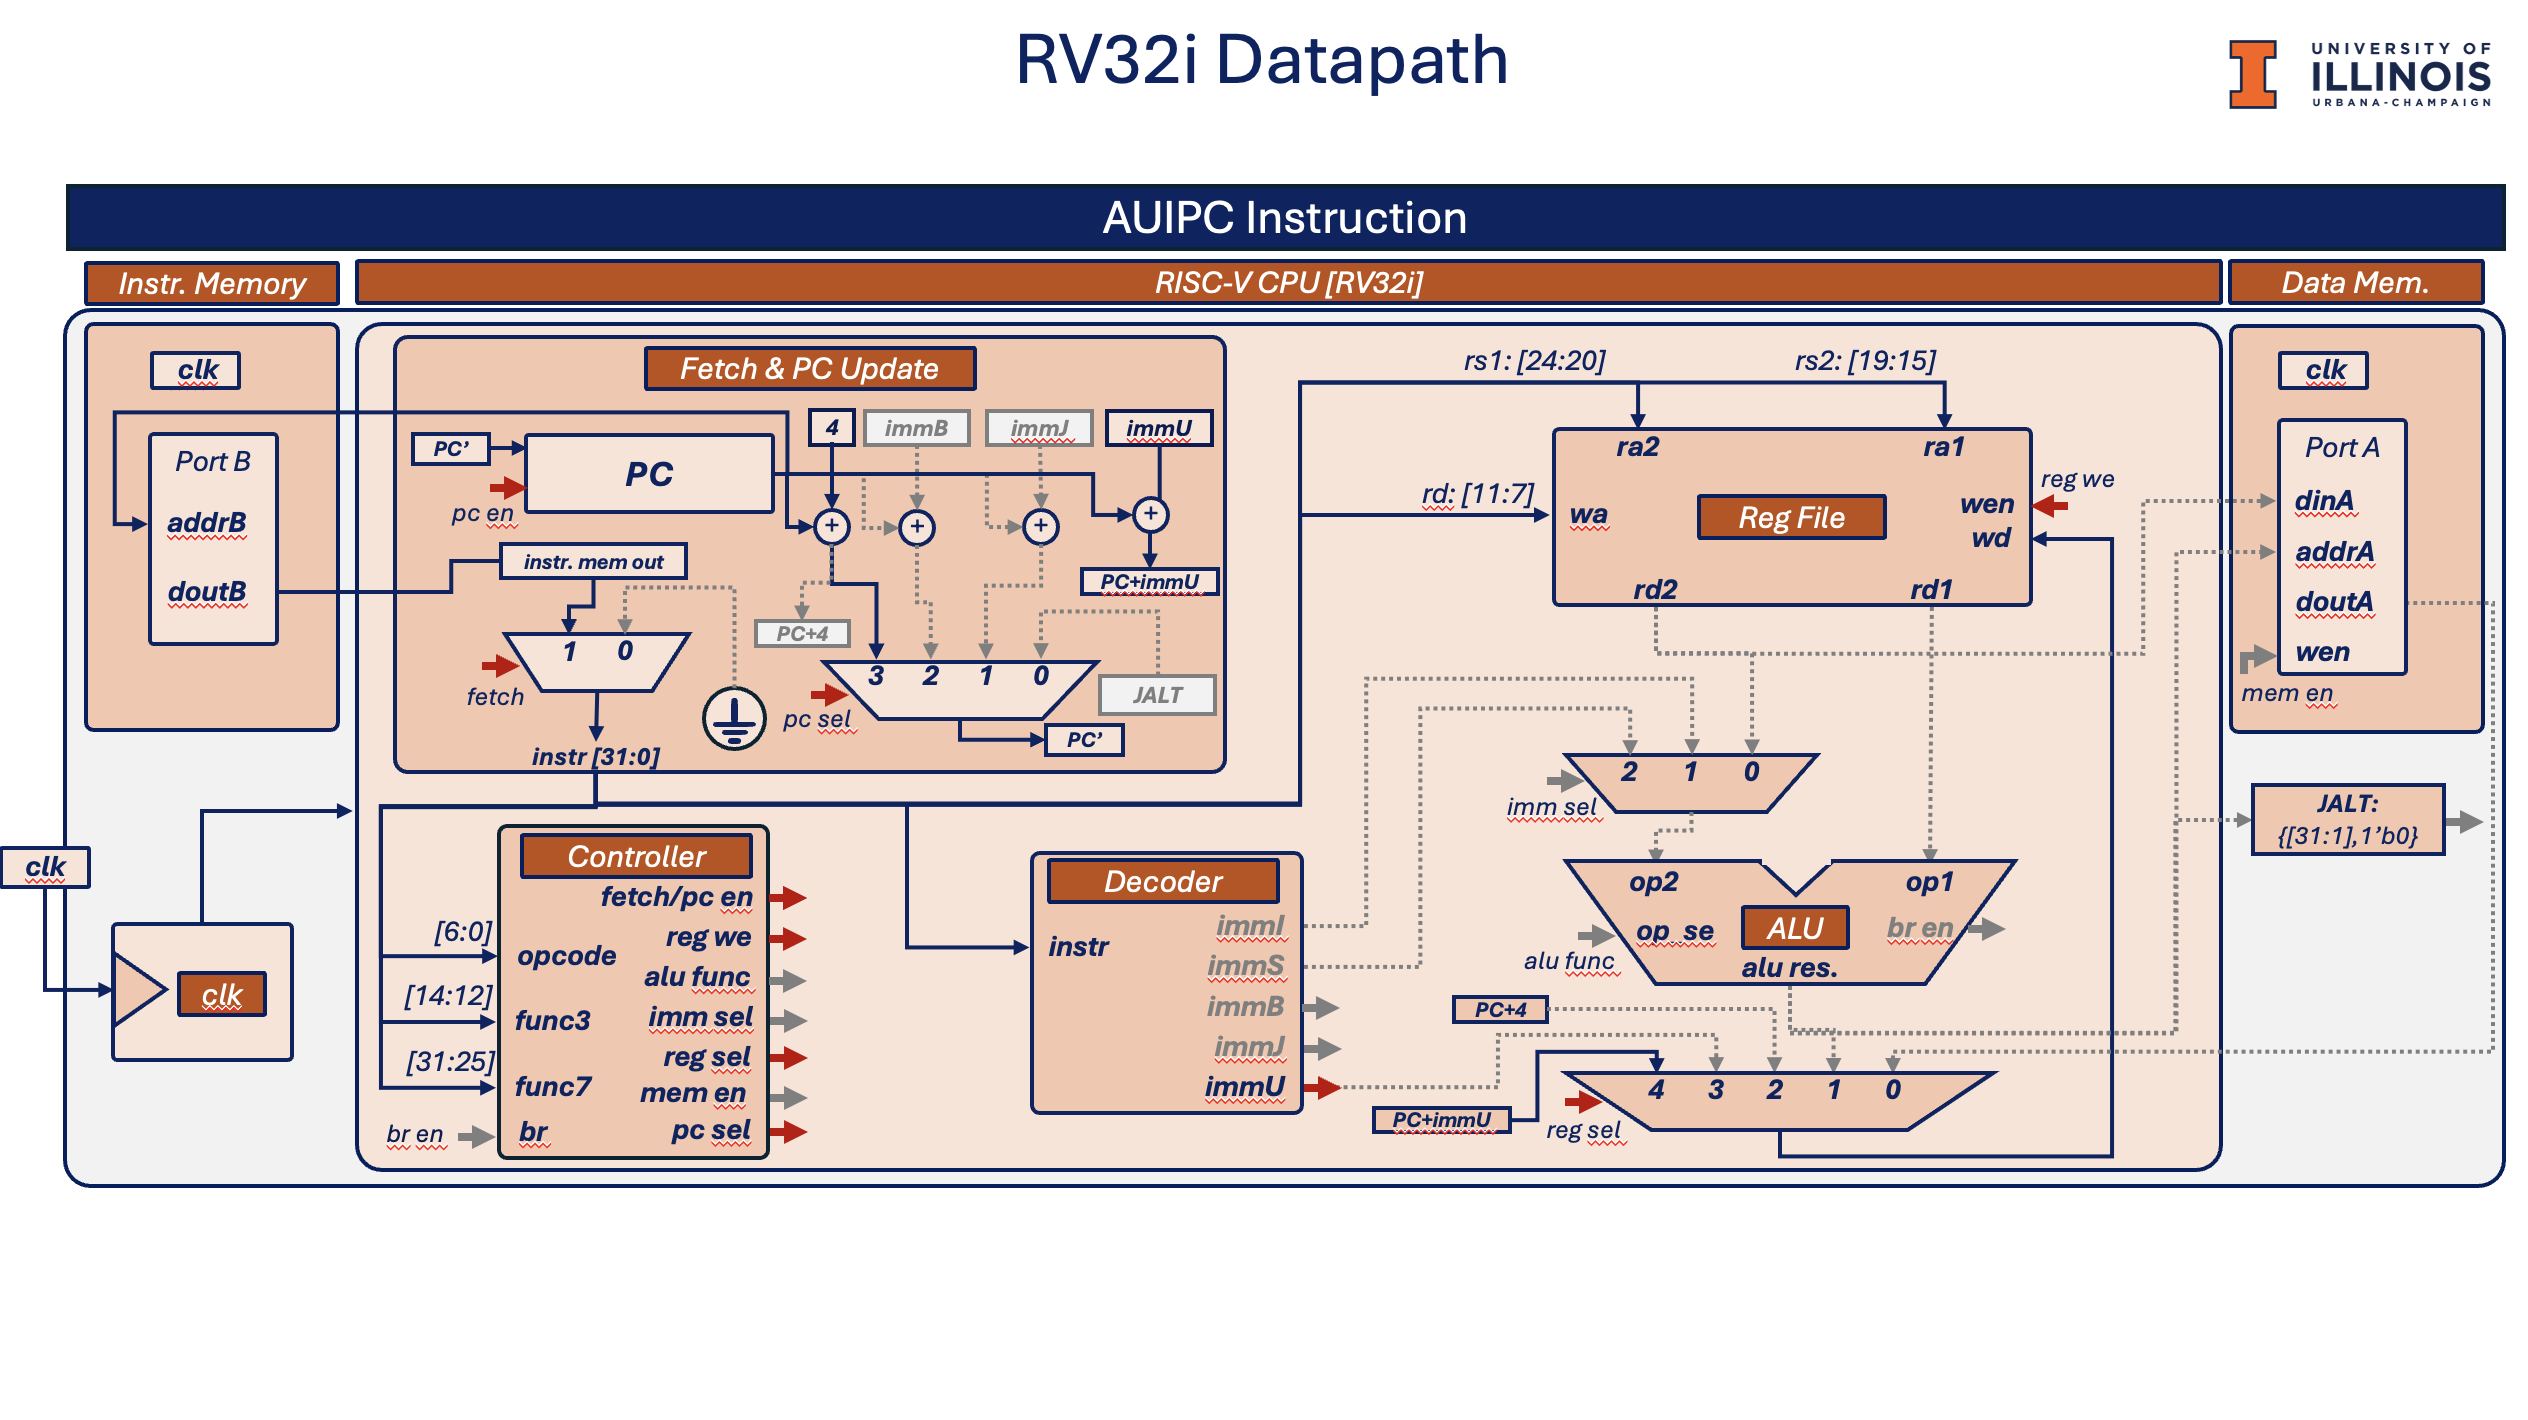 RV32i Datapath
UNIVERSITY OF
ILLINOIS
URBANA-CHAMPAIGN
AUIPC Instruction
Instr. Memory
RISC-V CPU [RV32i]
Data Mem.
clk
Port B
addrB
doutB
Fetch & PC Update
PC’
PC
pc en
4
immB
immJ
immU
+
+
+
+
instr. mem out
PC+immU
PC+4
1 0
fetch
3 2 1 0
pc sel
JALT
PC’
instr [31:0]
rs1: [24:20]
rs2: [19:15]
rd: [11:7]
ra2
ra1
wa
Reg File
wen
wd
reg we
rd2
rd1
clk
Port A
dinA
addrA
doutA
wen
mem en
2 1 0
imm sel
JALT:
{[31:1],1’b0}
clk
clk
Controller
fetch/pc en
[6:0]
opcode
reg we
alu func
[14:12]
func3
imm sel
reg sel
[31:25]
func7
mem en
br en
br
pc sel
Decoder
instr
immI
immS
immB
immJ
immU
op2
op1
op_se
ALU
br en
alu func
alu res.
PC+4
4 3 2 1 0
PC+immU
reg sel